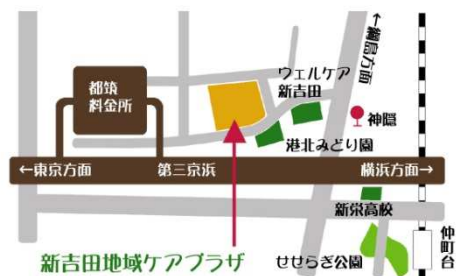 ←綱島方面
ウェルケア
新吉田
都筑
料金所
神隠
港北みどり園
←東京方面
第三京浜
横浜方面→
新栄高校
仲町台
新吉田地域ケアプラザ
せせらぎ公園